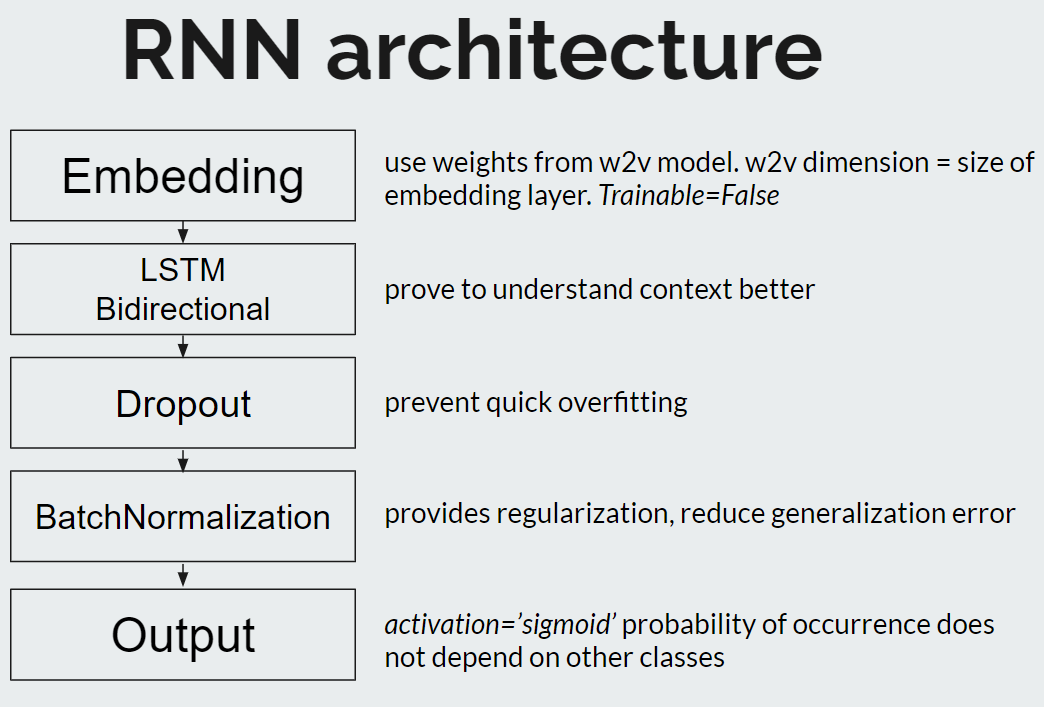 RNN architecture
Embedding
use weights from w2v model. w2v dimension = size of
embedding layer. Trainable=False
LSTM
Bidirectional
prove to understand context better
Dropout
prevent quick overfitting
BatchNormalization
provides regularization, reduce generalization error
Output
activation=’sigmoid’ probability of occurrence does
not depend on other classes